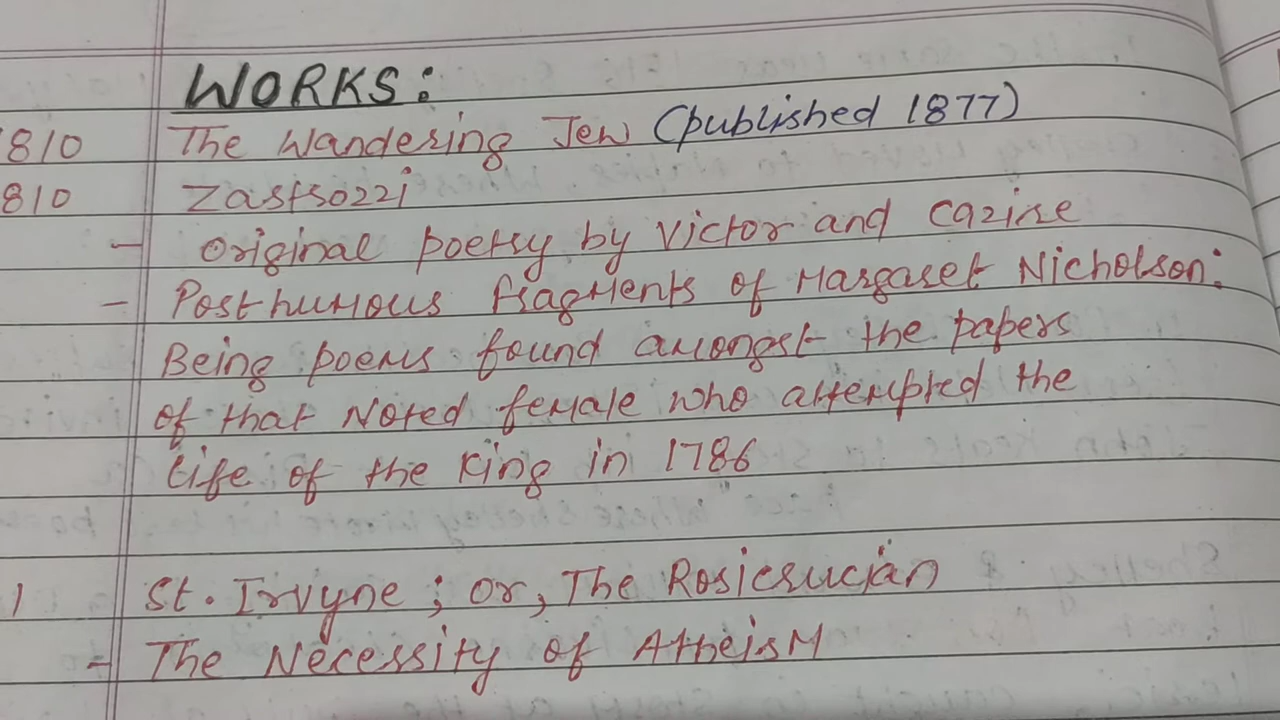 WORKS:
1810 The Wandering Jew (published 1877)
810 Zastrozzi
- Original poetry by Victor and Cazire
- Posthumous fragments of Margaret Nicholson:
Being poems found amongst the papers
of that Noted female who attempted the
life of the King in 1786
1 St. Irvyne; or, The Rosicrucian
- The Necessity of Atheism